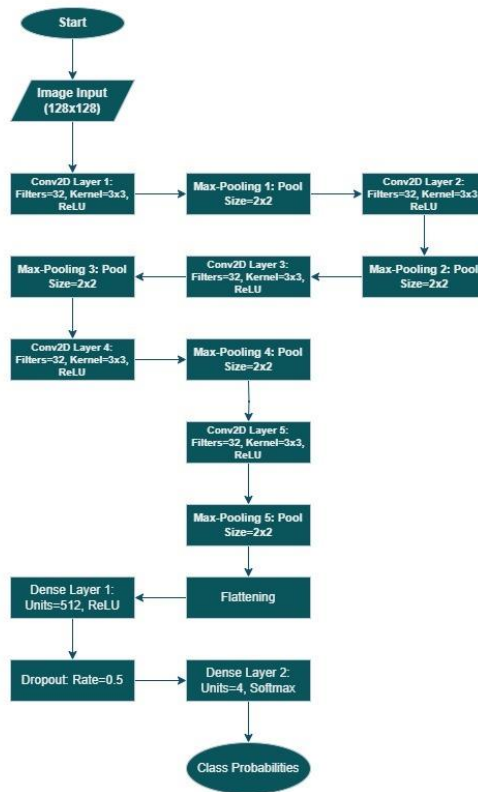 Start
Image Input
(128x128)
Conv2D Layer 1:
Filters=32, Kernel=3x3,
ReLU
Max-Pooling 1: Pool
Size=2x2
Conv2D Layer 2:
Filters=32, Kernel=3x3,
ReLU
Max-Pooling 2: Pool
Size=2x2
Conv2D Layer 3:
Filters=32, Kernel=3x3,
ReLU
Max-Pooling 3: Pool
Size=2x2
Conv2D Layer 4:
Filters=32, Kernel=3x3,
ReLU
Max-Pooling 4: Pool
Size=2x2
Conv2D Layer 5:
Filters=32, Kernel=3x3,
ReLU
Max-Pooling 5: Pool
Size=2x2
Flattening
Dense Layer 1:
Units=512, ReLU
Dropout: Rate=0.5
Dense Layer 2:
Units=4, Softmax
Class Probabilities